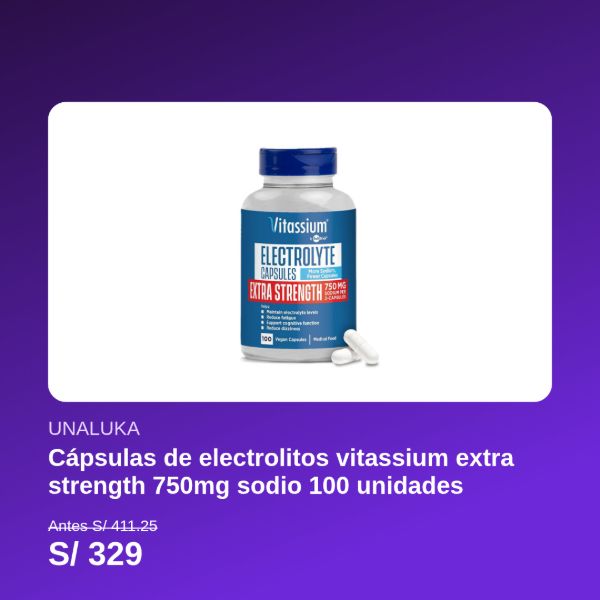 Vitassium
ELECTROLYTE
CAPSULES
More Sodium,
Fewer Capsules
EXTRA STRENGTH
750 MG
SODIUM PER
3-CAPSULES
Helps:
Maintain electrolyte levels
Reduce fatigue
Support cognitive function
Reduce dizziness
100 Vegan Capsules | Medical Food
UNALUKA
Cápsulas de electrolitos vitassium extra
strength 750mg sodio 100 unidades
Antes S/ 411.25
S/ 329